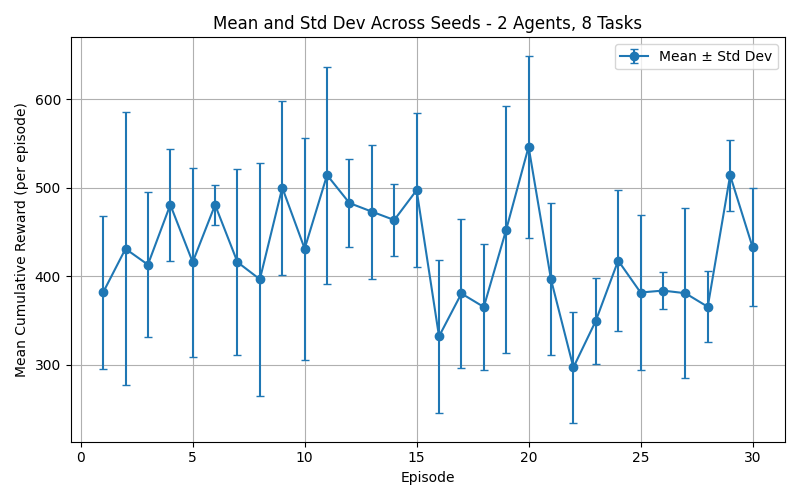 Mean and Std Dev Across Seeds - 2 Agents, 8 Tasks
Mean ± Std Dev
Mean Cumulative Reward (per episode)
600
500
400
300
0 5 10 15 20 25 30
Episode